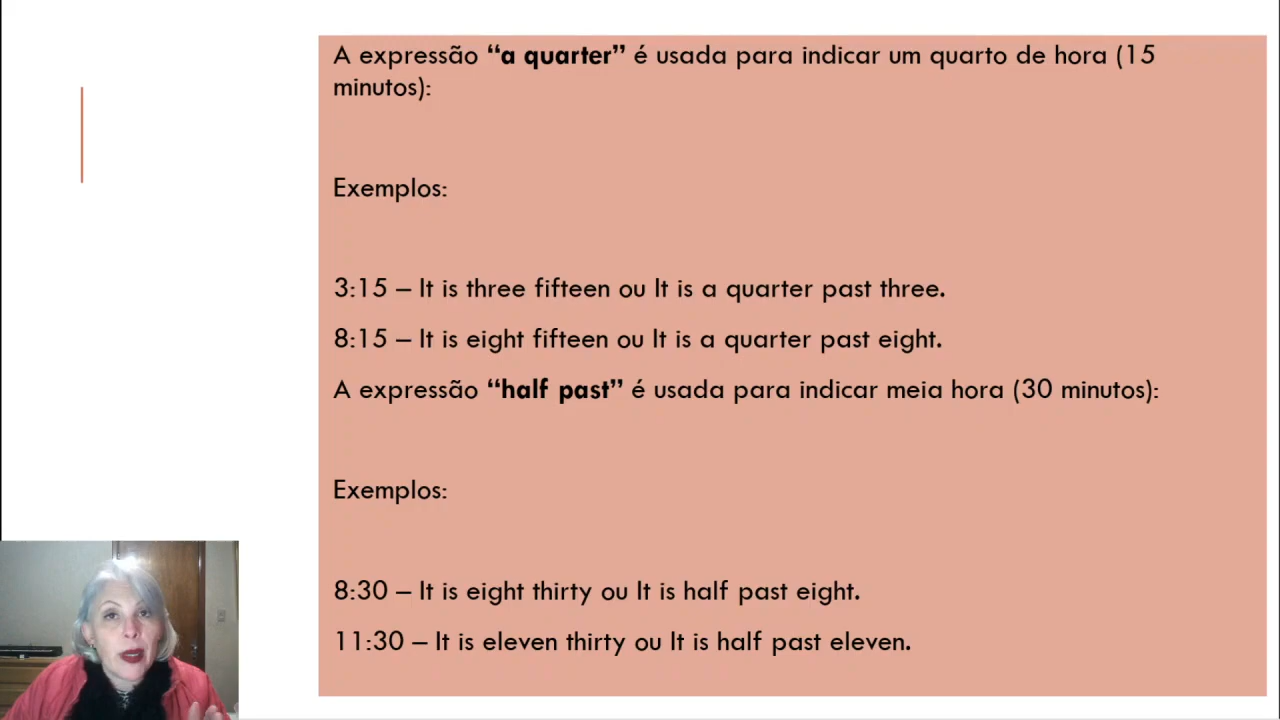 A expressão “a quarter” é usada para indicar um quarto de hora (15
minutos):
Exemplos:
3:15 – It is three fifteen ou It is a quarter past three.
8:15 – It is eight fifteen ou It is a quarter past eight.
A expressão “half past” é usada para indicar meia hora (30 minutos):
Exemplos:
8:30 – It is eight thirty ou It is half past eight.
11:30 – It is eleven thirty ou It is half past eleven.